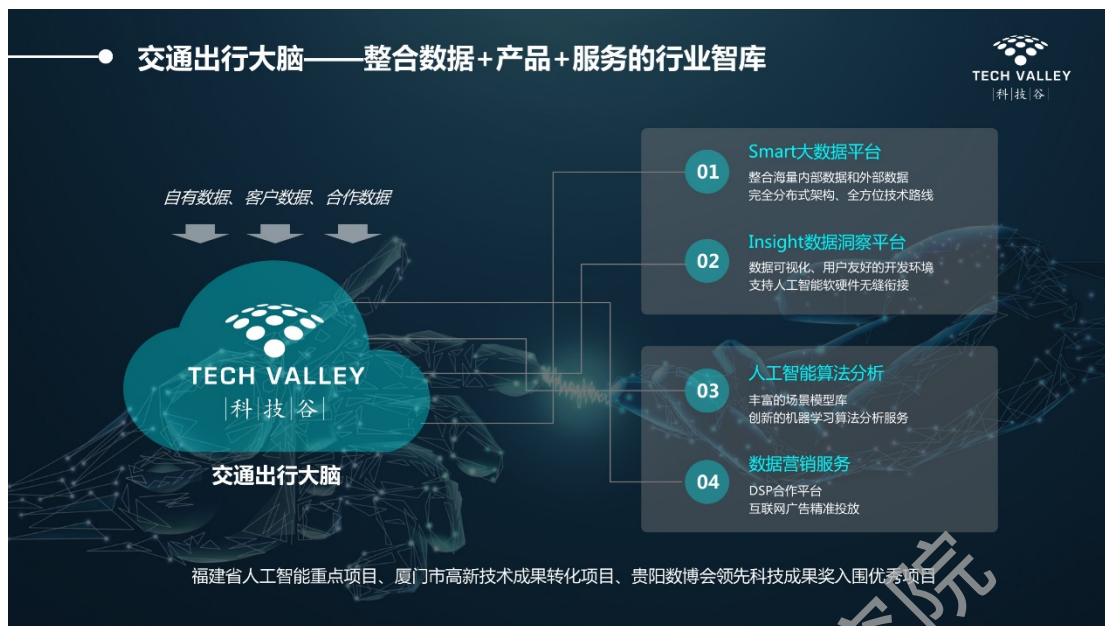 交通出行大脑——整合数据+产品+服务的行业智库
TECH VALLEY
|科|技|谷|
自有数据、客户数据、合作数据
TECH VALLEY
|科|技|谷|
交通出行大脑
01
Smart大数据平台
整合海量内部数据和外部数据
完全分布式架构、全方位技术路线
02
Insight数据洞察平台
数据可视化、用户友好的开发环境
支持人工智能软硬件无缝衔接
03
人工智能算法分析
丰富的场景模型库
创新的机器学习算法分析服务
04
数据营销服务
DSP合作平台
互联网广告精准投放
福建省人工智能重点项目、厦门市高新技术成果转化项目、贵阳数博会领先科技成果奖入围优秀项目
院